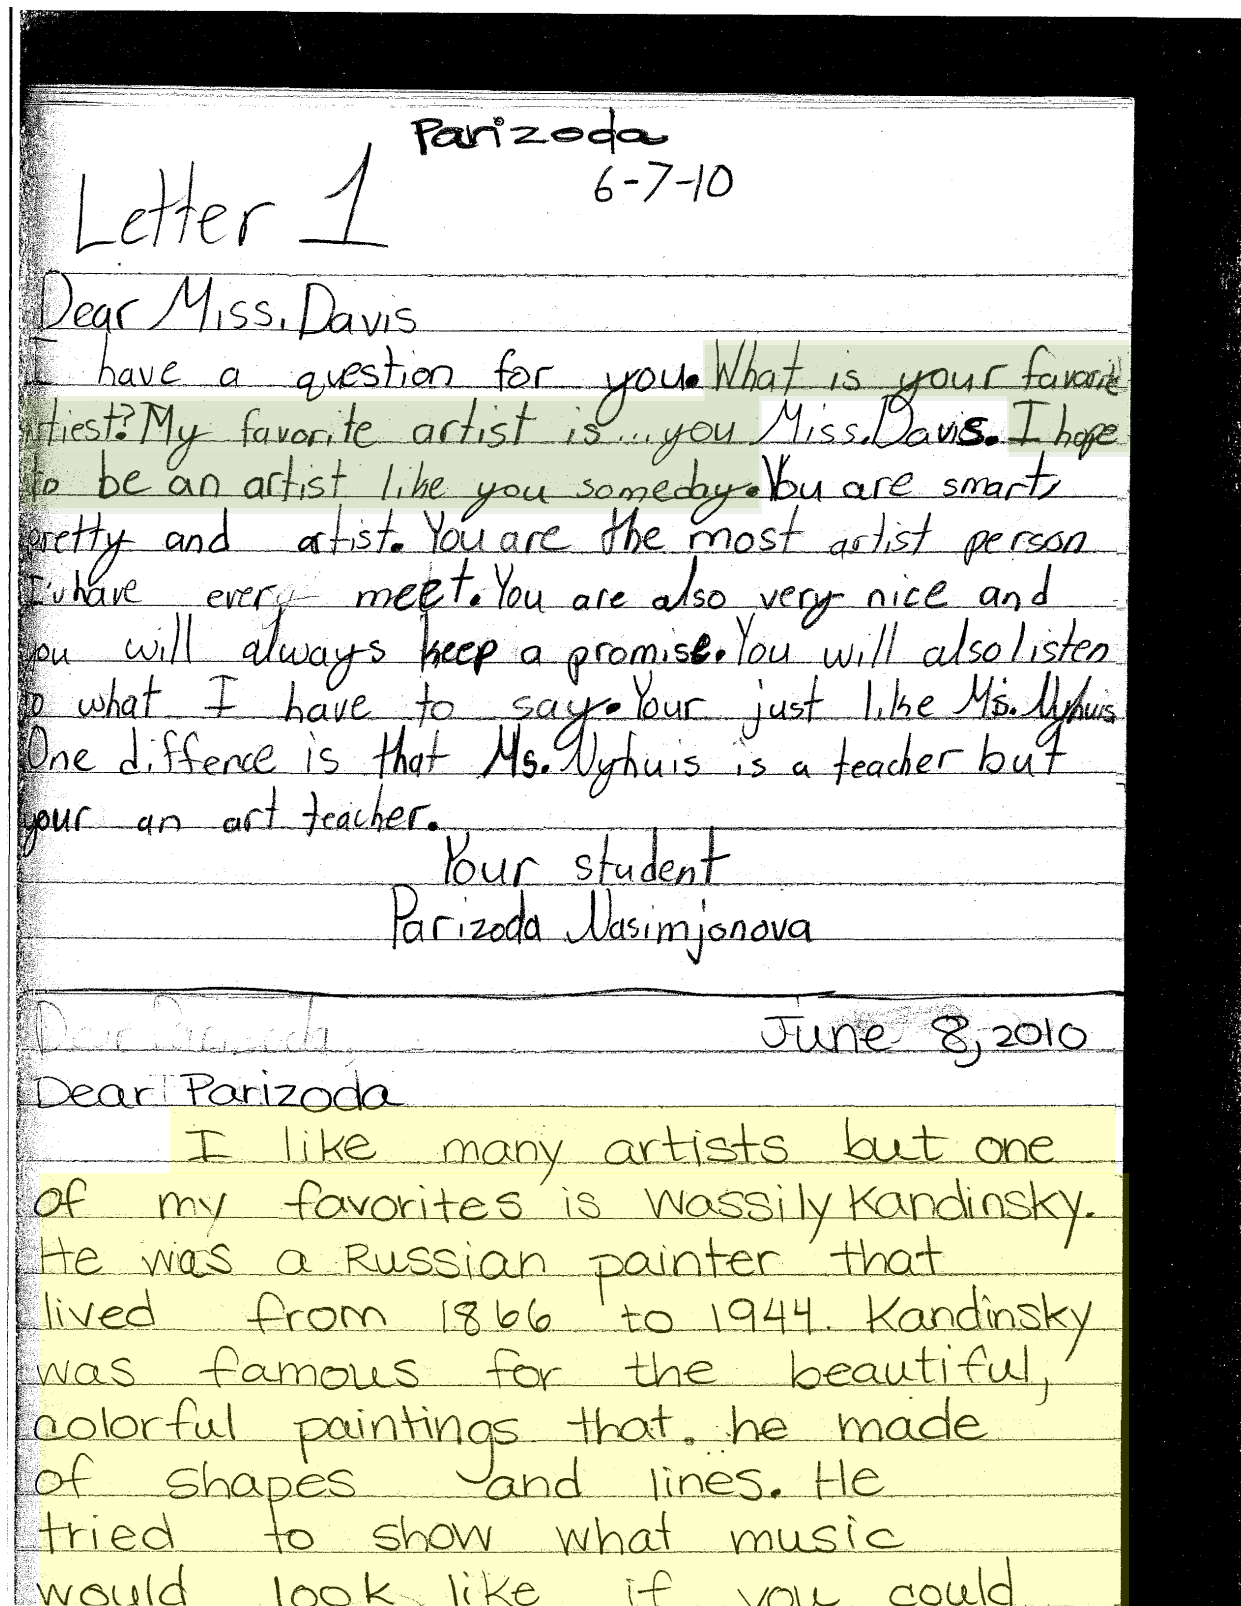 Parizoda
6-7-10
Letter 1
Dear Miss. Davis
I have a question for you. What is your favorite
rtiest? My favorite artist is...you Miss. Davis. I hope
to be an artist like you someday. You are smart,
pretty and artist. You are the most artist person
I'v have every meet. You are also very nice and
you will always keep a promise. You will also listen
to what I have to say. Your just like Ms. Nyhuis
One diffence is that Ms. Nyhuis is a teacher but
your an art teacher.
Your student
Parizoda Nasimjonova
Dear Parizoda,
June 8, 2010
Dear Parizoda
I like many artists but one
of my favorites is Wassily Kandinsky.
He was a Russian painter that
lived from 1866 to 1944. Kandinsky
was famous for the beautiful,
colorful paintings that he made
of shapes and lines. He
tried to show what music
would look like if you could